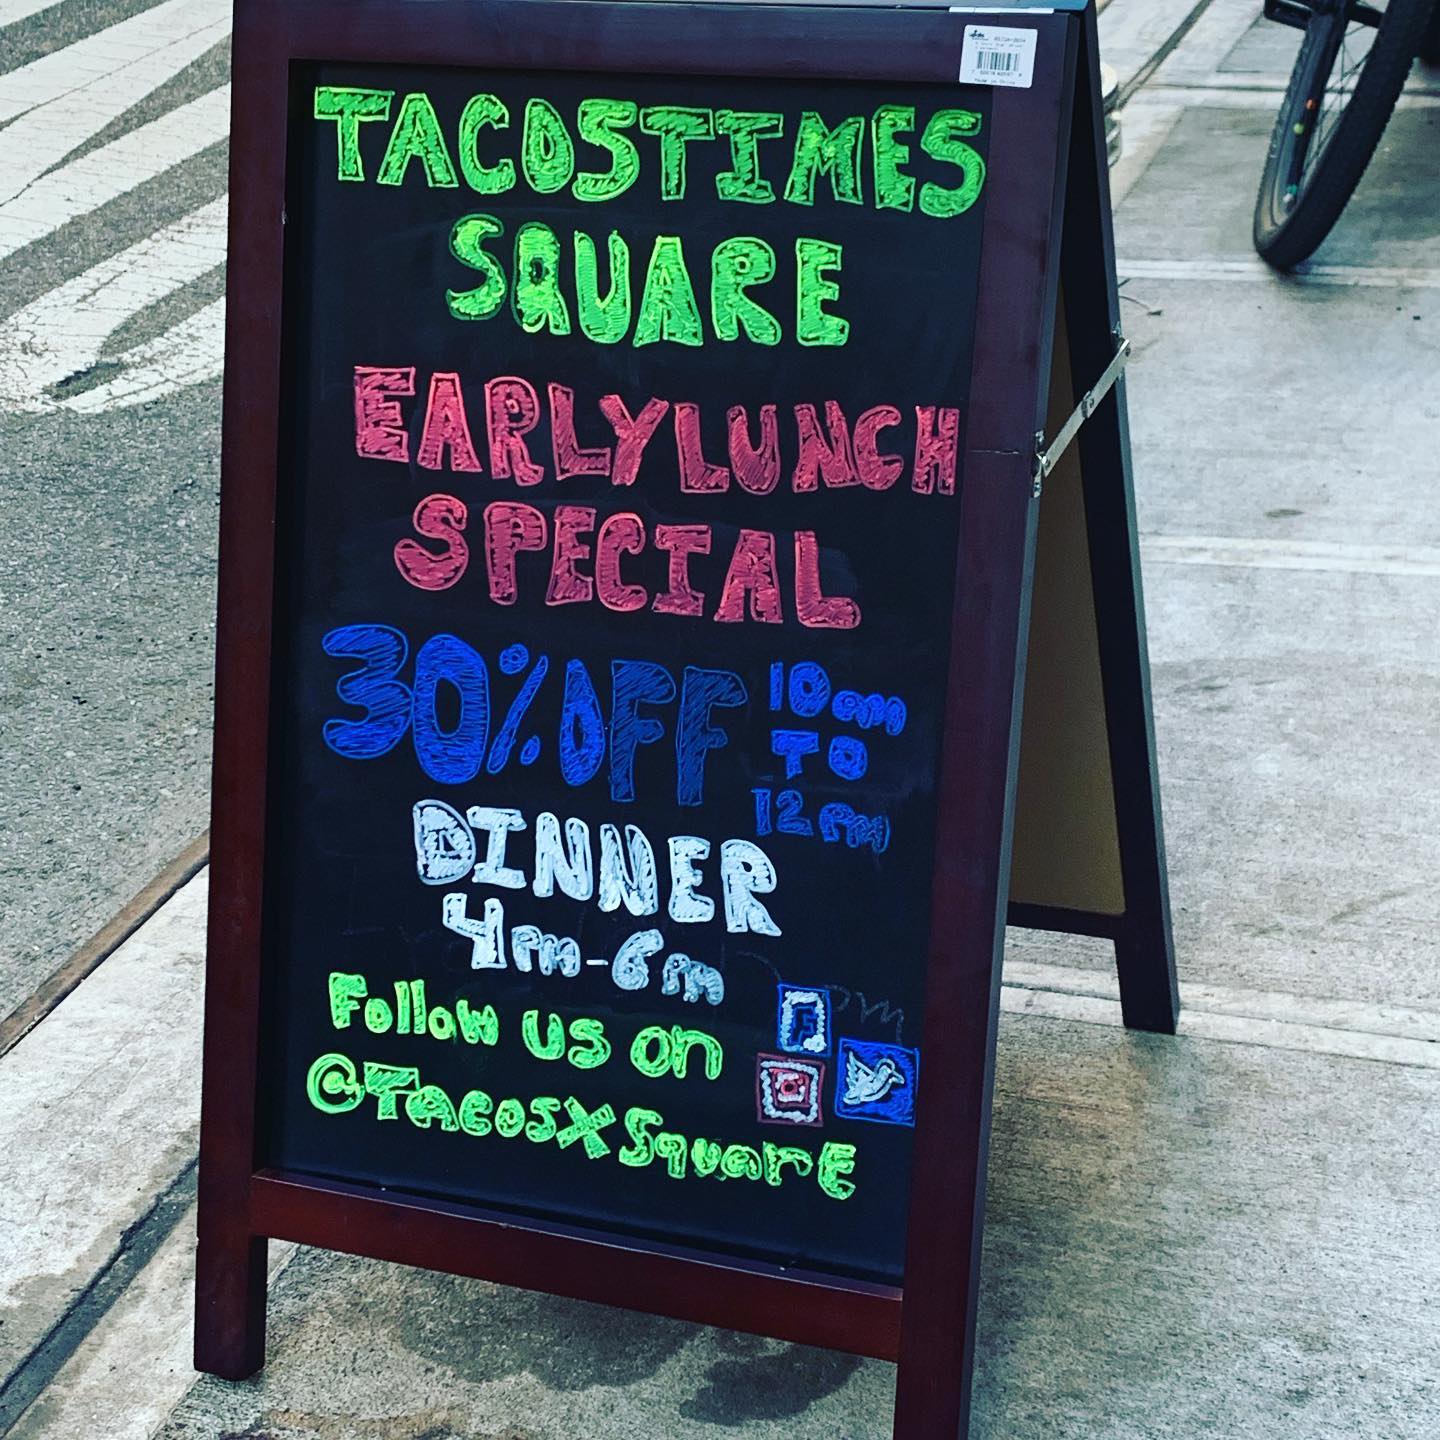 TACOSTIMES
SQUARE
EARLYLUNCH
SPECIAL
30% OFF 10am
TO
12pm
DINNER
4pm-6pm
Follow us on
@TACOSXSquarE